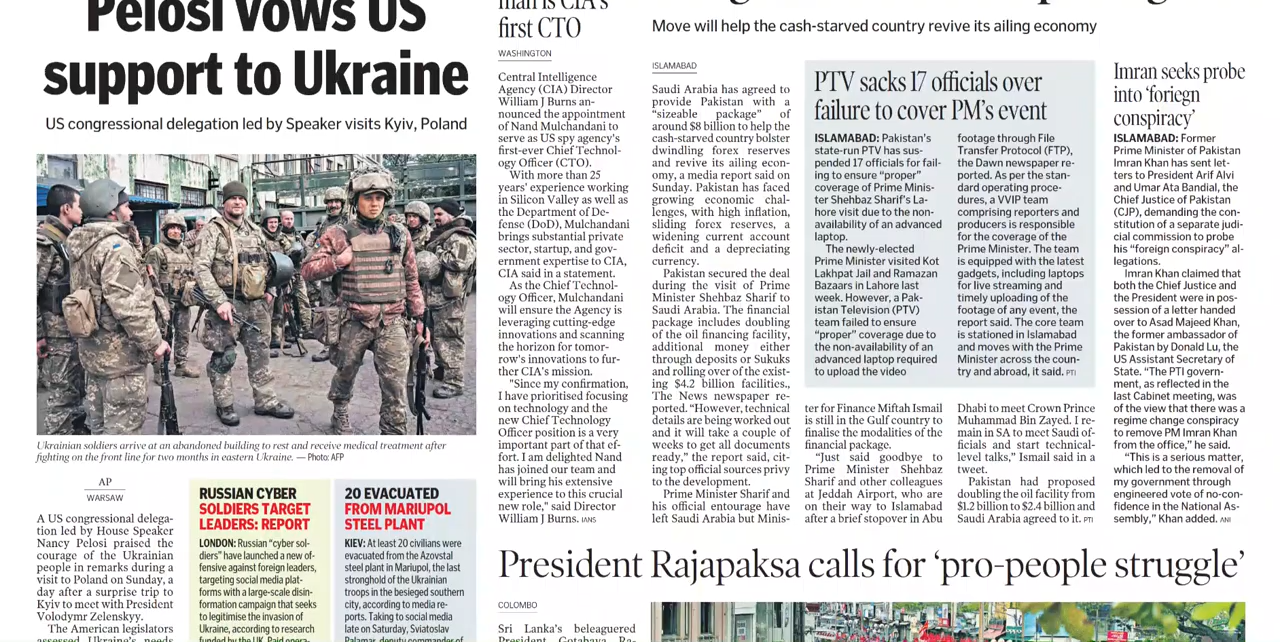 Pelosi vows US
support to Ukraine
US congressional delegation led by Speaker visits Kyiv, Poland
Ukrainian soldiers arrive at an abandoned building to rest and receive medical treatment after
fighting on the front line for two months in eastern Ukraine. — Photo: AFP
AP
WARSAW
A US congressional delega-
tion led by House Speaker
Nancy Pelosi praised the
courage of the Ukrainian
people in remarks during a
visit to Poland on Sunday, a
day after a surprise trip to
Kyiv to meet with President
Volodymr Zelenskyy.
The American legislators
assessed Ukraine's needs
RUSSIAN CYBER
SOLDIERS TARGET
LEADERS: REPORT
LONDON: Russian “cyber sol-
diers” have launched a new of-
fensive against foreign leaders,
targeting social media plat-
forms with a large-scale disin-
formation campaign that seeks
to legitimise the invasion of
Ukraine, according to research
funded by the UK. Paid opera-
20 EVACUATED
FROM MARIUPOL
STEEL PLANT
KIEV: At least 20 civilians were
evacuated from the Azovstal
steel plant in Mariupol, the last
stronghold of the Ukrainian
troops in the besieged southern
city, according to media re-
ports. Taking to social media
late on Saturday, Sviatoslav
Palamar, deputy commander of
man is CIA's
first CTO
WASHINGTON
Central Intelligence
Agency (CIA) Director
William J Burns an-
nounced the appointment
of Nand Mulchandani to
serve as US spy agency's
first-ever Chief Technol-
ogy Officer (CTO).
With more than 25
years' experience working
in Silicon Valley as well as
the Department of De-
fense (DoD), Mulchandani
brings substantial private
sector, startup, and gov-
ernment expertise to CIA,
CIA said in a statement.
As the Chief Technol-
ogy Officer, Mulchandani
will ensure the Agency is
leveraging cutting-edge
innovations and scanning
the horizon for tomor-
row's innovations to fur-
ther CIA's mission.
"Since my confirmation,
I have prioritised focusing
on technology and the
new Chief Technology
Officer position is a very
important part of that ef-
fort. I am delighted Nand
has joined our team and
will bring his extensive
experience to this crucial
new role," said Director
William J Burns. IANS
Move will help the cash-starved country revive its ailing economy
ISLAMABAD
Saudi Arabia has agreed to
provide Pakistan with a
“sizeable package” of
around $8 billion to help the
cash-starved country bolster
dwindling forex reserves
and revive its ailing econ-
omy, a media report said on
Sunday. Pakistan has faced
growing economic chal-
lenges, with high inflation,
sliding forex reserves, a
widening current account
deficit and a depreciating
currency.
Pakistan secured the deal
during the visit of Prime
Minister Shehbaz Sharif to
Saudi Arabia. The financial
package includes doubling
of the oil financing facility,
additional money either
through deposits or Sukuks
and rolling over of the exist-
ing $4.2 billion facilities.,
The News newspaper re-
ported. “However, technical
details are being worked out
and it will take a couple of
weeks to get all documents
ready,” the report said, cit-
ing top official sources privy
to the development.
Prime Minister Sharif and
his official entourage have
left Saudi Arabia but Minis-
ter for Finance Miftah Ismail
is still in the Gulf country to
finalise the modalities of the
financial package.
“Just said goodbye to
Prime Minister Shehbaz
Sharif and other colleagues
at Jeddah Airport, who are
on their way to Islamabad
after a brief stopover in Abu
Dhabi to meet Crown Prince
Muhammad Bin Zayed. I re-
main in SA to meet Saudi of-
ficials and start technical-
level talks,” Ismail said in a
tweet.
Pakistan had proposed
doubling the oil facility from
$1.2 billion to $2.4 billion and
Saudi Arabia agreed to it. PTI
PTV sacks 17 officials over
failure to cover PM's event
ISLAMABAD: Pakistan's
state-run PTV has sus-
pended 17 officials for fail-
ing to ensure “proper”
coverage of Prime Minis-
ter Shehbaz Sharif's La-
hore visit due to the non-
availability of an advanced
laptop.
The newly-elected
Prime Minister visited Kot
Lakhpat Jail and Ramazan
Bazaars in Lahore last
week. However, a Pak-
istan Television (PTV)
team failed to ensure
“proper” coverage due to
the non-availability of an
advanced laptop required
to upload the video
footage through File
Transfer Protocol (FTP),
the Dawn newspaper re-
ported. As per the stan-
dard operating proce-
dures, a VVIP team
comprising reporters and
producers is responsible
for the coverage of the
Prime Minister. The team
is equipped with the latest
gadgets, including laptops
for live streaming and
timely uploading of the
footage of any event, the
report said. The core team
is stationed in Islamabad
and moves with the Prime
Minister across the coun-
try and abroad, it said. PTI
Imran seeks probe
into ‘foriegn
conspiracy’
ISLAMABAD: Former
Prime Minister of Pakistan
Imran Khan has sent let-
ters to President Arif Alvi
and Umar Ata Bandial, the
Chief Justice of Pakistan
(CJP), demanding the con-
stitution of a separate judi-
cial commission to probe
his “foreign conspiracy” al-
legations.
Imran Khan claimed that
both the Chief Justice and
the President were in pos-
session of a letter handed
over to Asad Majeed Khan,
the former ambassador of
Pakistan by Donald Lu, the
US Assistant Secretary of
State. “The PTI govern-
ment, as reflected in the
last Cabinet meeting, was
of the view that there was a
regime change conspiracy
to remove PM Imran Khan
from the office,” he said.
“This is a serious matter,
which led to the removal of
my government through
engineered vote of no-con-
fidence in the National As-
sembly,” Khan added. ANI
President Rajapaksa calls for ‘pro-people struggle’
COLOMBO
Sri Lanka's beleaguered
President Gotabaya Ra-